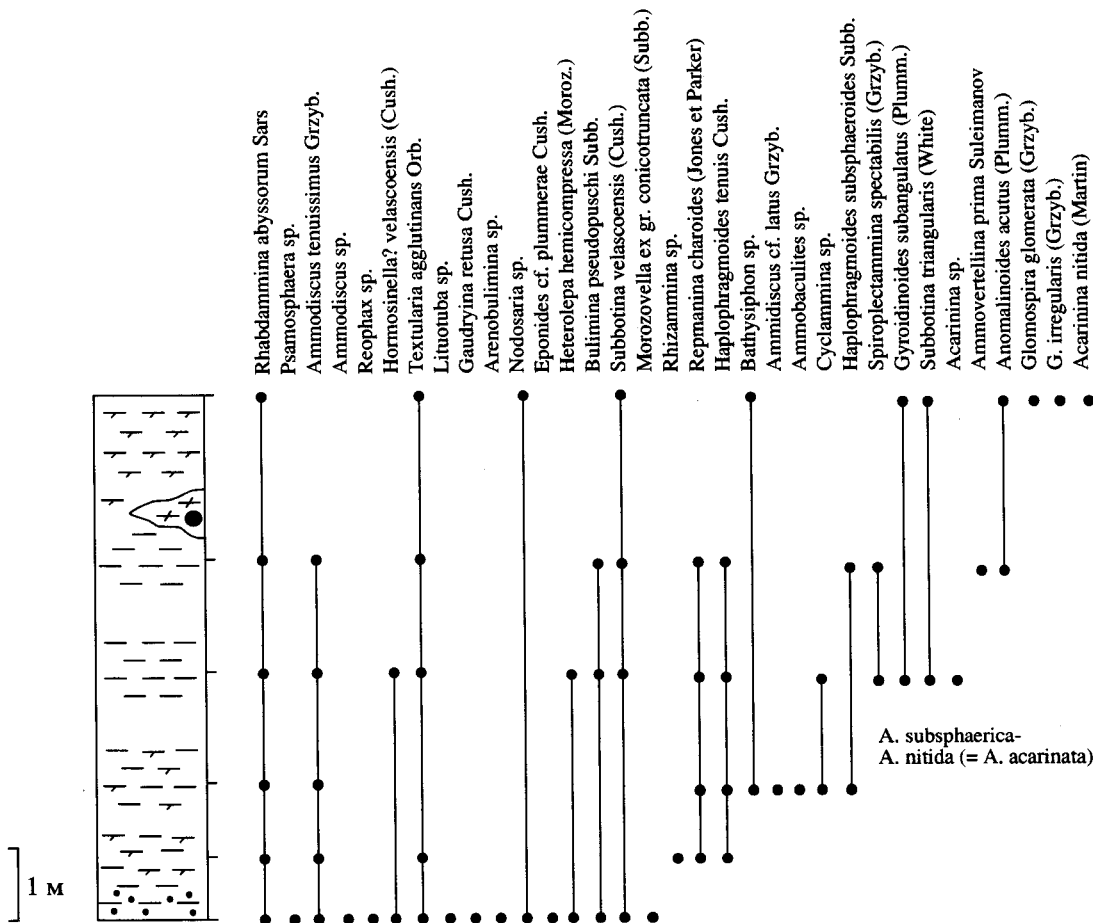 Rhabdammina abyssorum Sars
Psamosphaera sp.
Ammodiscus tenuissimus Grzyb.
Ammodiscus sp.
Reophax sp.
Hormosinella? velascoensis (Cush.)
Textularia agglutinans Orb.
Lituotuba sp.
Gaudryina retusa Cush.
Arenobulimina sp.
Nodosaria sp.
Eponides cf. plummerae Cush.
Heterolepa hemicompressa (Moroz.)
Bulimina pseudopuschi Subb.
Subbotina velascoensis (Cush.)
Morozovella ex gr. conicotruncata (Subb.)
Rhizammina sp.
Repmanina charoides (Jones et Parker)
Haplophragmoides tenuis Cush.
Bathysiphon sp.
Ammidiscus cf. latus Grzyb.
Ammobaculites sp.
Cyclammina sp.
Haplophragmoides subsphaeroides Subb.
Spiroplectammina spectabilis (Grzyb.)
Gyroidinoides subangulatus (Plumm.)
Subbotina triangularis (White)
Acarinina sp.
Ammovertellina prima Suleimanov
Anomalinoides acutus (Plumm.)
Glomospira glomerata (Grzyb.)
G. irregularis (Grzyb.)
Acarinina nitida (Martin)
A. subsphaerica-
A. nitida (= A. acarinata)
1 м